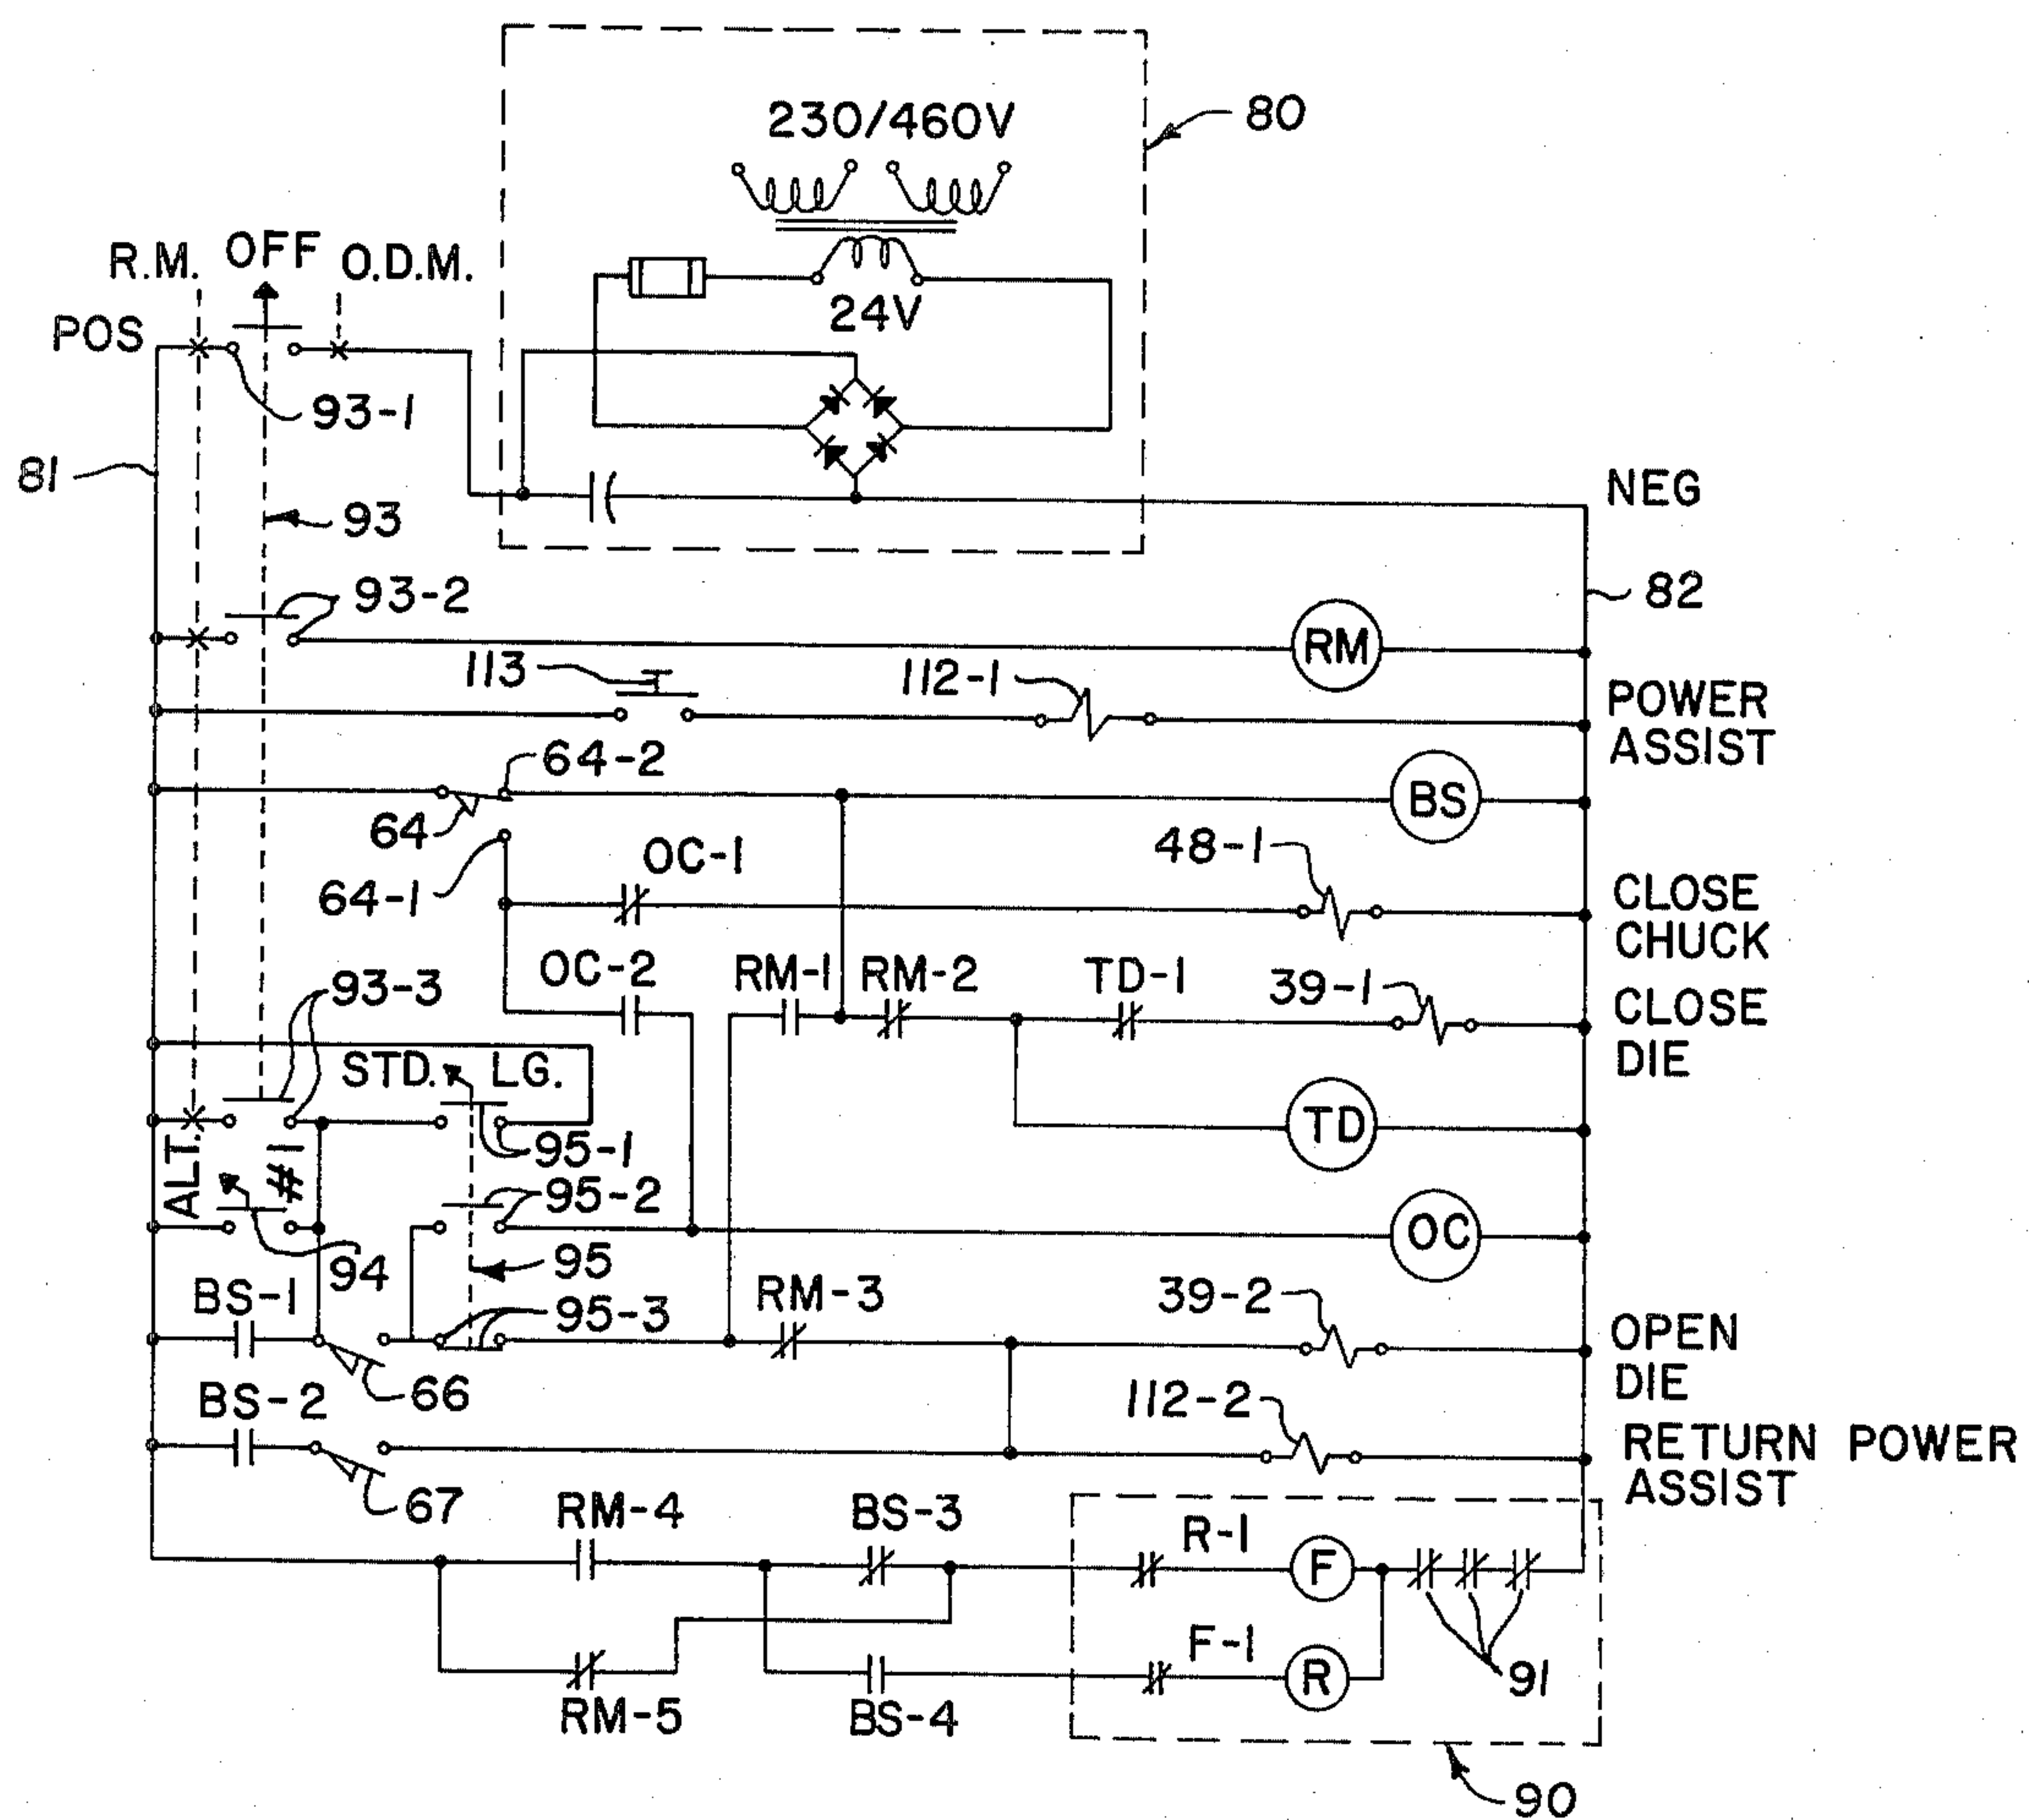 230/460V
80
R.M.
OFF
O.D.M.
24V
POS
93-1
81
NEG
93
93-2
82
RM
113
112-1
POWER
ASSIST
64-2
64
BS
OC-1
48-1
64-1
CLOSE
CHUCK
OC-2
RM-1
RM-2
TD-1
39-1
93-3
CLOSE
DIE
STD.
LG.
ALT.
#1
95-1
TD
95-2
94
95
OC
BS-1
95-3
RM-3
39-2
OPEN
DIE
66
BS-2
112-2
RETURN POWER
ASSIST
67
RM-4
BS-3
R-1
F
F-1
R
91
RM-5
BS-4
90